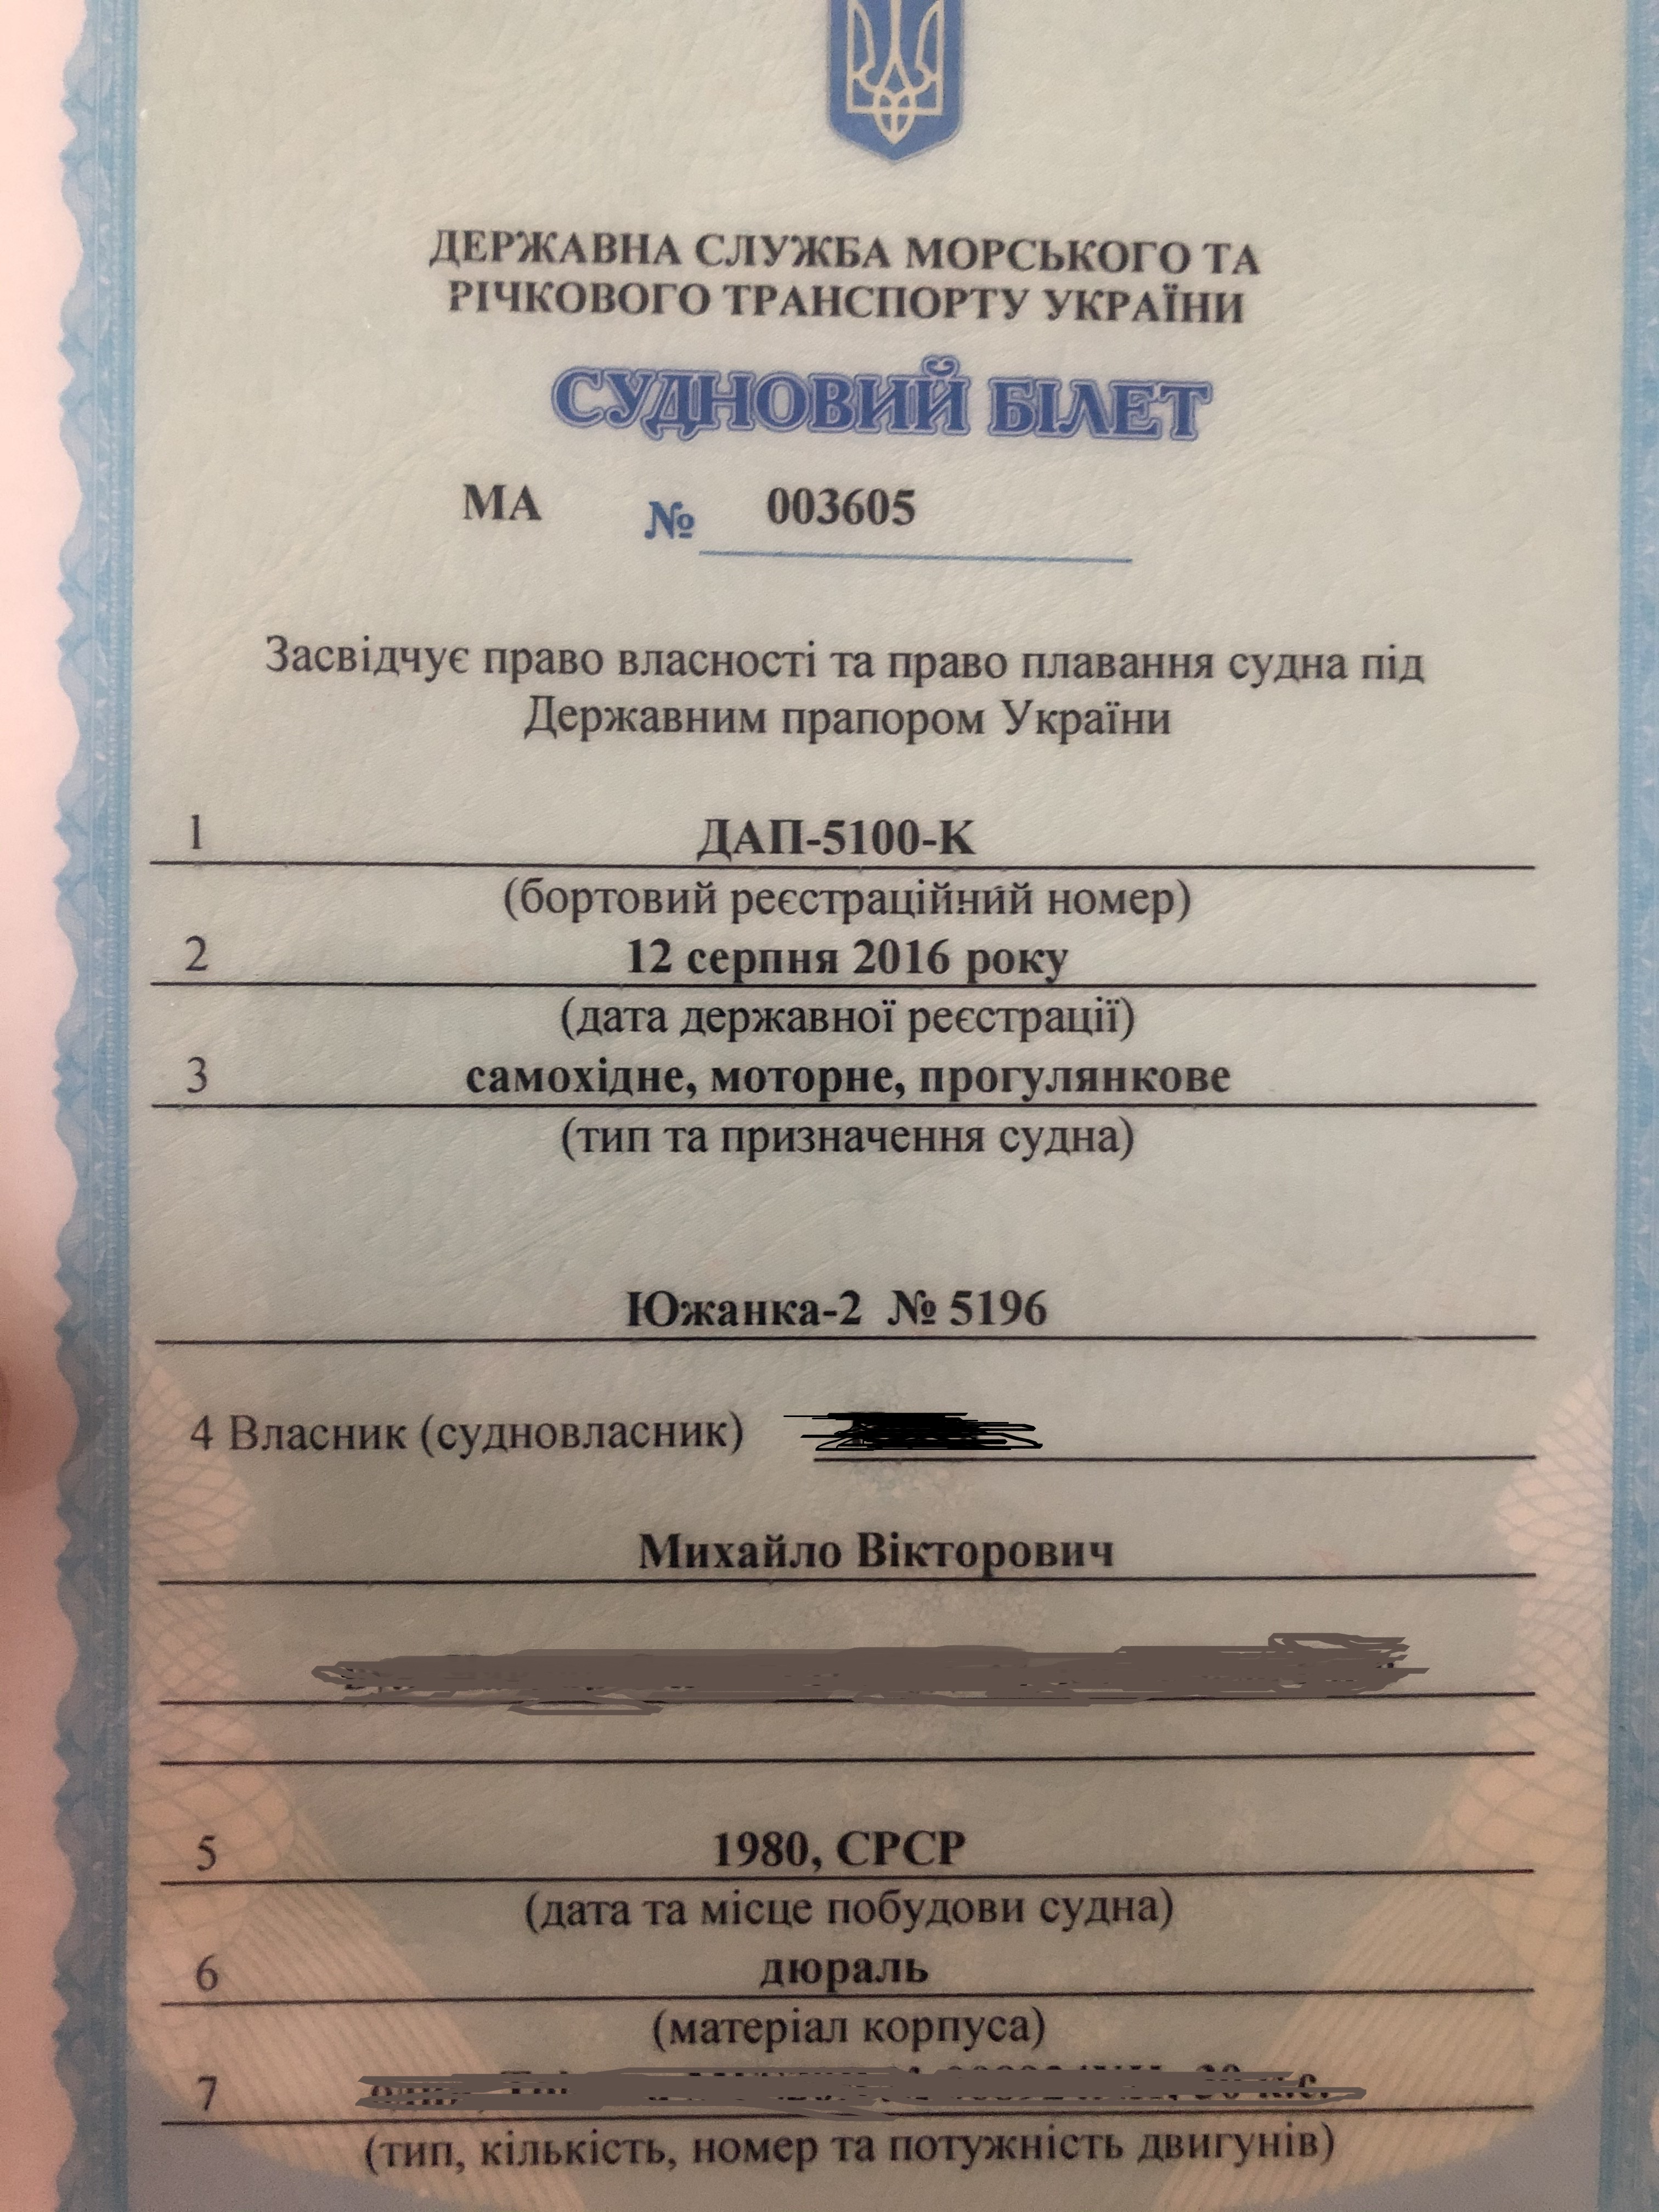 ДЕРЖАВНА СЛУЖБА МОРСЬКОГО ТА
РІЧКОВОГО ТРАНСПОРТУ УКРАЇНИ
СУДНОВИЙ БІЛЕТ
МА № 003605
Засвідчує право власності та право плавання судна під
Державним прапором України
1 ДАП-5100-К
(бортовий реєстраційний номер)
2 12 серпня 2016 року
(дата державної реєстрації)
3 самохідне, моторне, прогулянкове
(тип та призначення судна)
Южанка-2 № 5196
4 Власник (судновласник)
Михайло Вікторович
5 1980, СРСР
(дата та місце побудови судна)
6 дюраль
(матеріал корпуса)
7
(тип, кількість, номер та потужність двигунів)